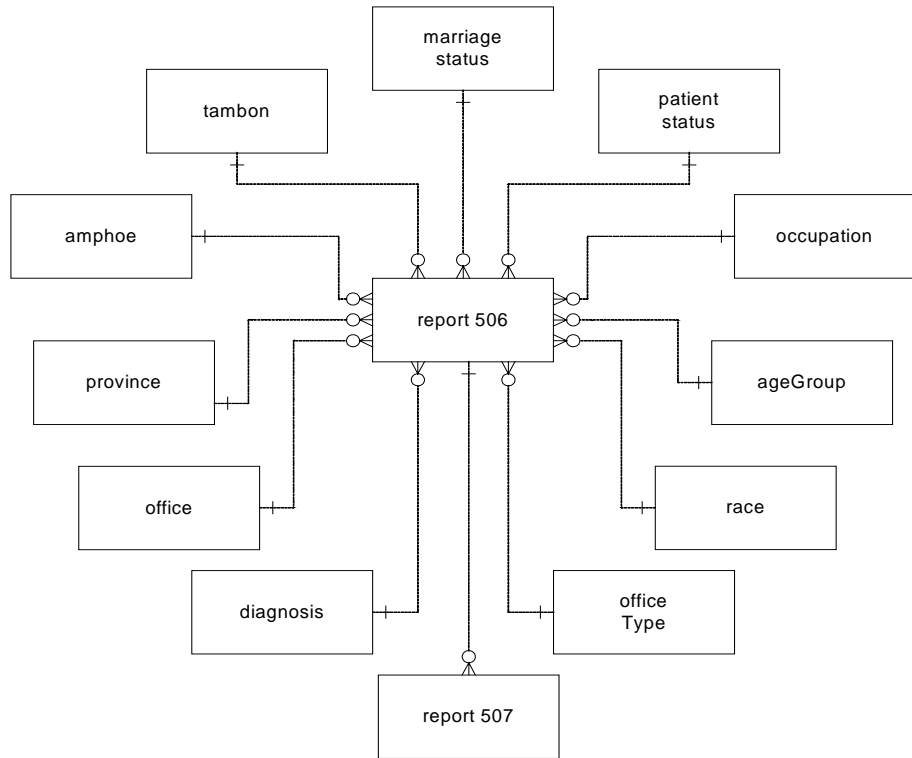 marriage
status
tambon
patient
status
amphoe
occupation
report 506
province
ageGroup
office
race
diagnosis
office
Type
report 507